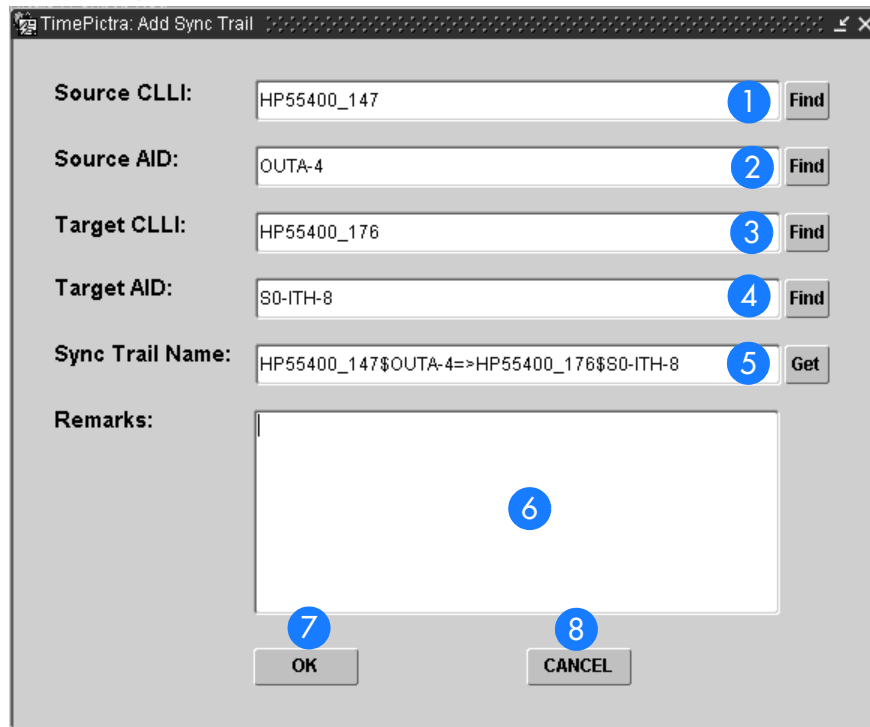 TimePictra: Add Sync Trail
Source CLLI: HP55400_147 1 Find
Source AID: OUTA-4 2 Find
Target CLLI: HP55400_176 3 Find
Target AID: S0-ITH-8 4 Find
Sync Trail Name: HP55400_147$OUTA-4=>HP55400_176$S0-ITH-8 5 Get
Remarks:
6
7 8
OK CANCEL